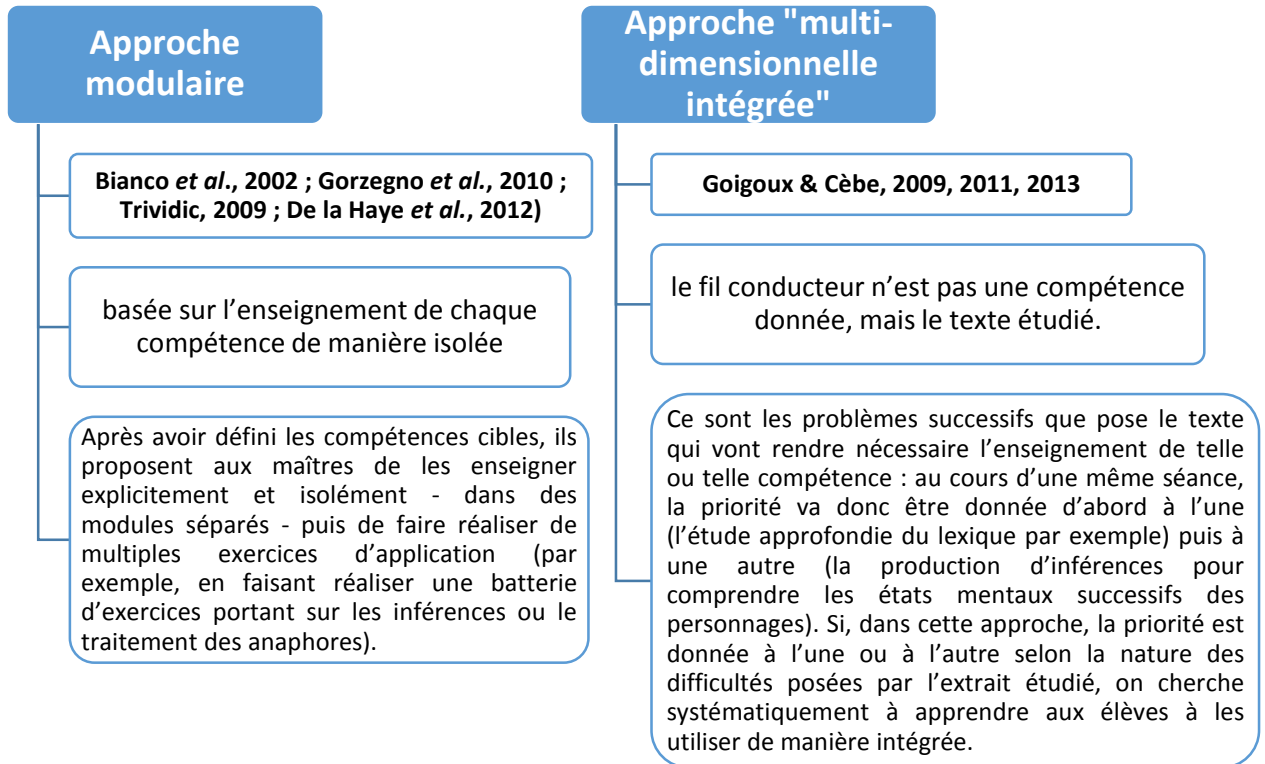 Approche
modulaire
Bianco et al., 2002 ; Gorzegno et al., 2010 ;
Trividic, 2009 ; De la Haye et al., 2012)
basée sur l’enseignement de chaque
compétence de manière isolée
Après avoir défini les compétences cibles, ils
proposent aux maîtres de les enseigner
explicitement et isolément - dans des
modules séparés - puis de faire réaliser de
multiples exercices d’application (par
exemple, en faisant réaliser une batterie
d’exercices portant sur les inférences ou le
traitement des anaphores).
Approche "multi-
dimensionnelle
intégrée"
Goigoux & Cèbe, 2009, 2011, 2013
le fil conducteur n’est pas une compétence
donnée, mais le texte étudié.
Ce sont les problèmes successifs que pose le texte
qui vont rendre nécessaire l’enseignement de telle
ou telle compétence : au cours d’une même séance,
la priorité va donc être donnée d’abord à l’une
(l’étude approfondie du lexique par exemple) puis à
une autre (la production d’inférences pour
comprendre les états mentaux successifs des
personnages). Si, dans cette approche, la priorité est
donnée à l’une ou à l’autre selon la nature des
difficultés posées par l’extrait étudié, on cherche
systématiquement à apprendre aux élèves à les
utiliser de manière intégrée.